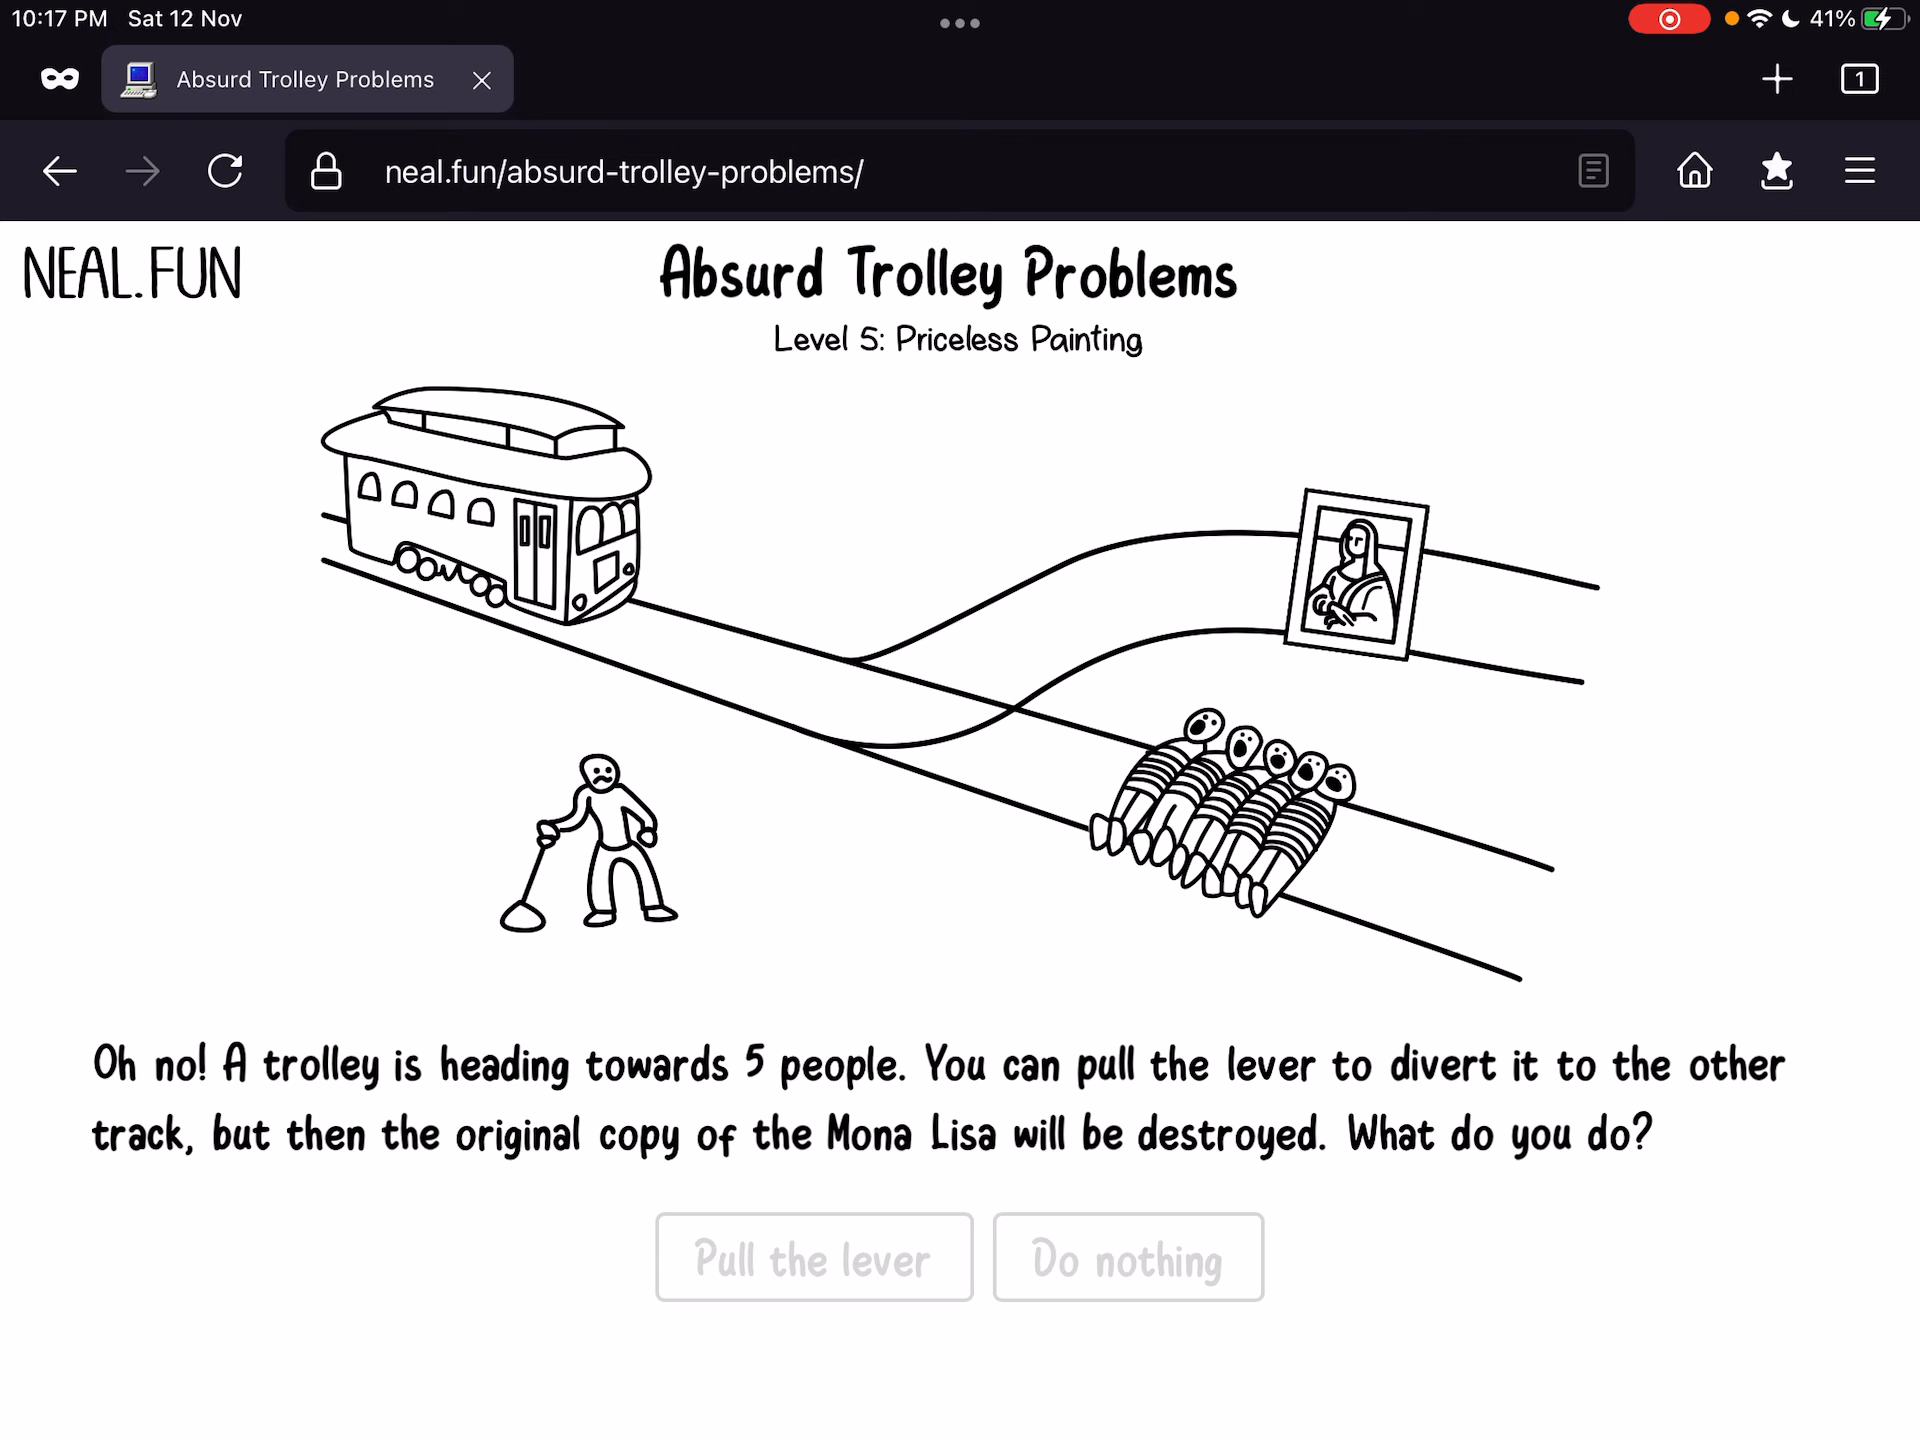 10:17 PM Sat 12 Nov
41%
Absurd Trolley Problems
1
neal.fun/absurd-trolley-problems/
NEAL.FUN
Absurd Trolley Problems
Level 5: Priceless Painting
Oh no! A trolley is heading towards 5 people. You can pull the lever to divert it to the other
track, but then the original copy of the Mona Lisa will be destroyed. What do you do?
Pull the lever
Do nothing